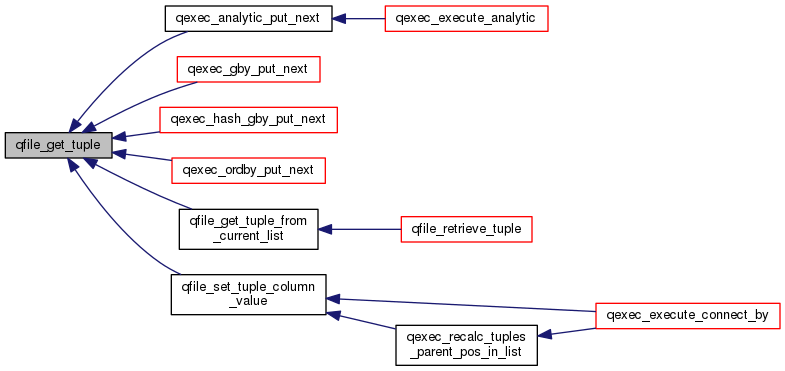 qexec_analytic_put_next
qexec_execute_analytic
qexec_gby_put_next
qexec_hash_gby_put_next
qfile_get_tuple
qexec_ordby_put_next
qfile_get_tuple_from
_current_list
qfile_retrieve_tuple
qfile_set_tuple_column
_value
qexec_execute_connect_by
qexec_recalc_tuples
_parent_pos_in_list